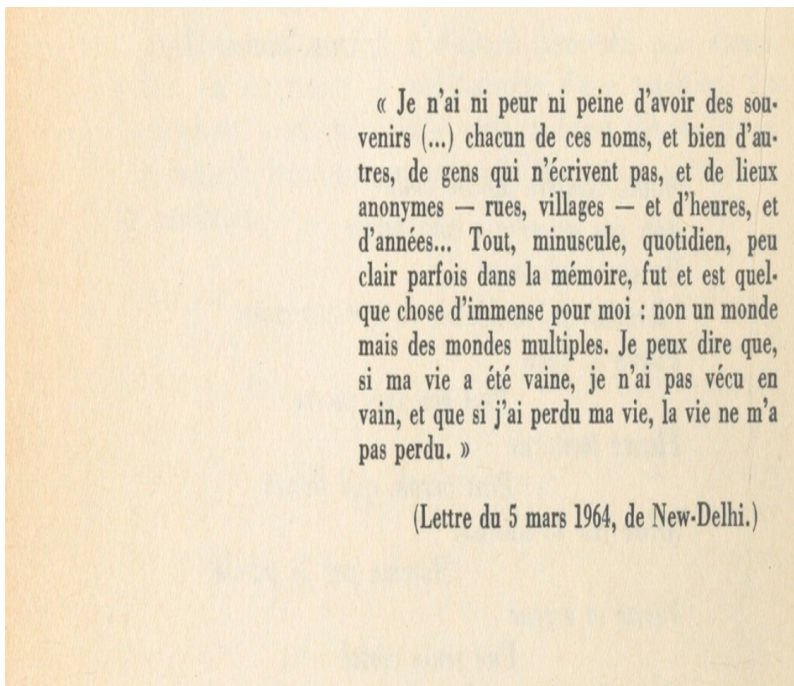 « Je n'ai ni peur ni peine d'avoir des sou-
venirs (...) chacun de ces noms, et bien d'au-
tres, de gens qui n'écrivent pas, et de lieux
anonymes — rues, villages — et d'heures, et
d'années... Tout, minuscule, quotidien, peu
clair parfois dans la mémoire, fut et est quel-
que chose d'immense pour moi : non un monde
mais des mondes multiples. Je peux dire que,
si ma vie a été vaine, je n'ai pas vécu en
vain, et que si j'ai perdu ma vie, la vie ne m'a
pas perdu. »
(Lettre du 5 mars 1964, de New-Delhi.)